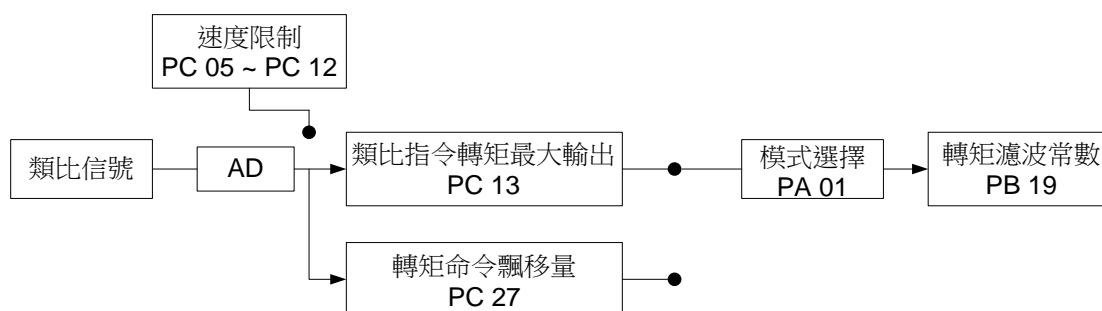 速度限制
PC 05 ~ PC 12
類比信號
AD
類比指令轉矩最大輸出
PC 13
模式選擇
PA 01
轉矩濾波常數
PB 19
轉矩命令飄移量
PC 27